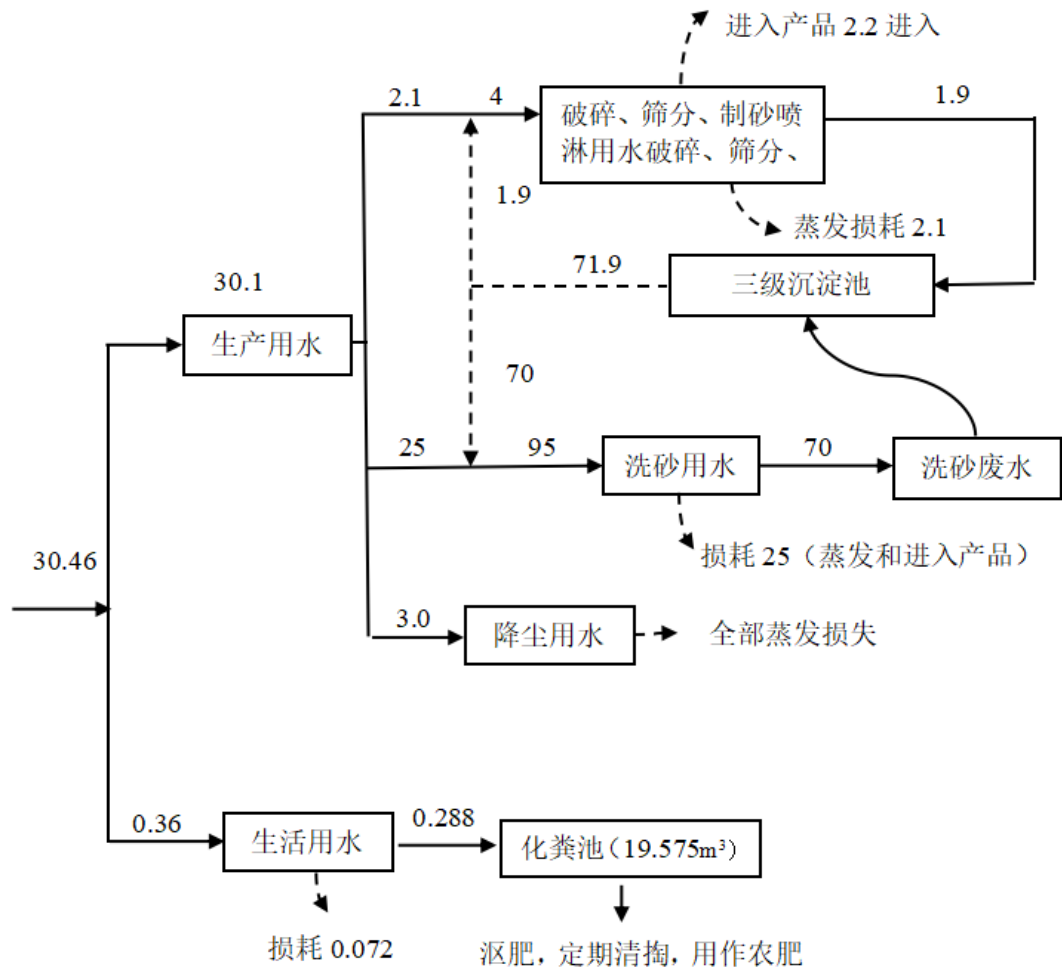 进入产品 2.2 进入
2.1
4
破碎、筛分、制砂喷
淋用水破碎、筛分、
1.9
1.9
蒸发损耗 2.1
71.9
三级沉淀池
30.1
生产用水
70
25
95
洗砂用水
70
洗砂废水
损耗 25（蒸发和进入产品）
30.46
3.0
降尘用水
全部蒸发损失
0.36
生活用水
0.288
化粪池（19.575m³）
损耗 0.072
沤肥，定期清掏，用作农肥